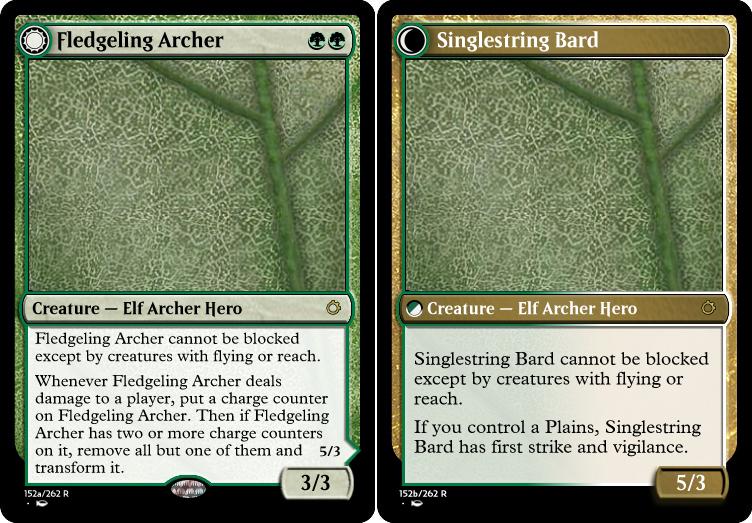 Fledgeling Archer
Creature — Elf Archer Hero
Fledgeling Archer cannot be blocked
except by creatures with flying or reach.
Whenever Fledgeling Archer deals
damage to a player, put a charge counter
on Fledgeling Archer. Then if Fledgeling
Archer has two or more charge counters
on it, remove all but one of them and
transform it.
5/3
3/3
152a/262 R
Singlestring Bard
Creature — Elf Archer Hero
Singlestring Bard cannot be blocked
except by creatures with flying or
reach.
If you control a Plains, Singlestring
Bard has first strike and vigilance.
5/3
152b/262 R